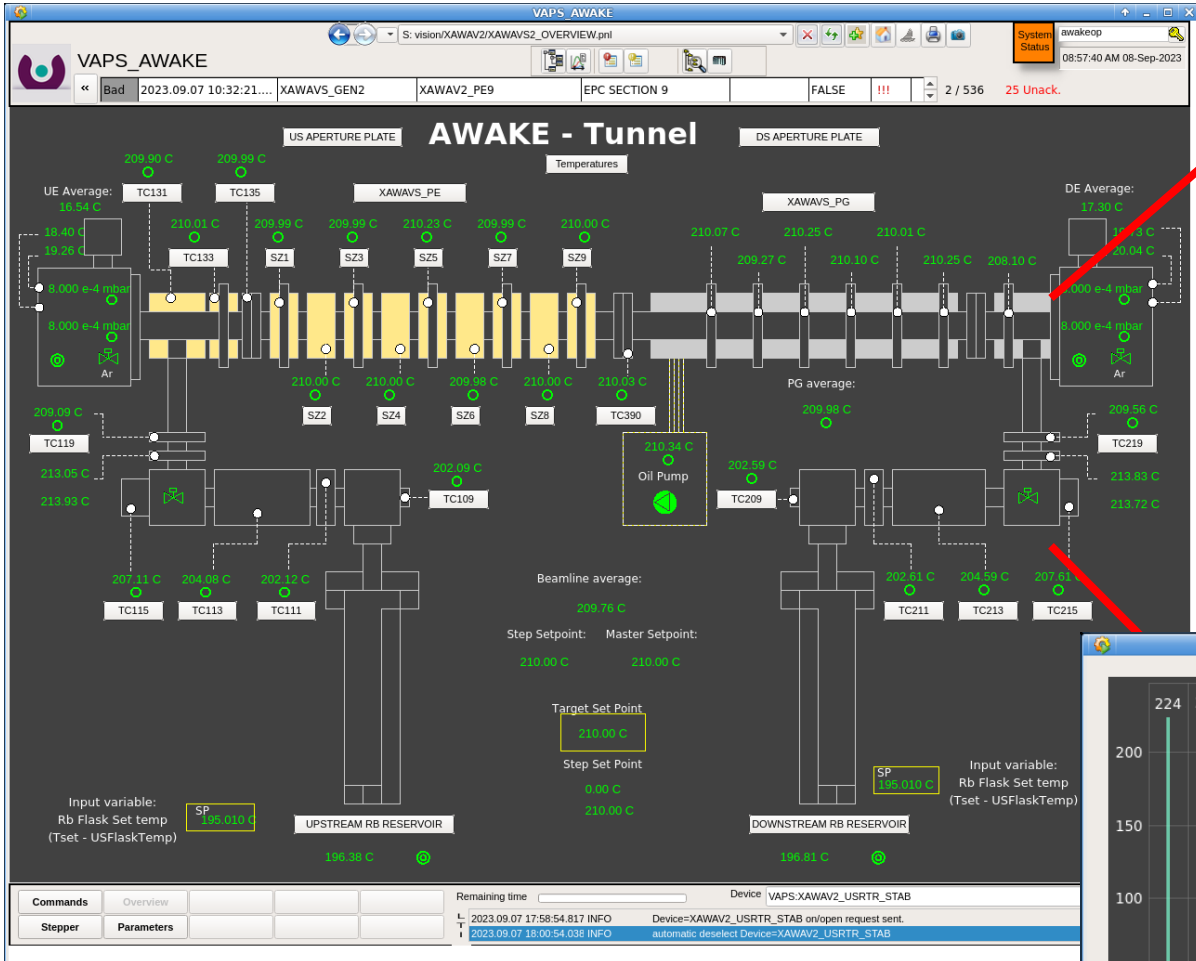 VAPS_AWAKE
S: vision/XAWAV2/XAWAVS2_OVERVIEW.pnl
System Status
awakeop
VAPS_AWAKE
08:57:40 AM 08-Sep-2023
«
Bad 2023.09.07 10:32:21.... XAWAVS_GEN2 XAWAV2_PE9 EPC SECTION 9 FALSE !!! 2 / 536 25 Unack.
US APERTURE PLATE AWAKE - Tunnel DS APERTURE PLATE
Temperatures
209.90 C 209.99 C
UE Average: TC131 TC135 XAWAVS_PE XAWAVS_PG DE Average:
16.54 C 17.30 C
18.40 C 210.01 C 209.99 C 209.99 C 210.23 C 209.99 C 210.00 C 210.07 C 210.25 C 210.01 C
19.26 C TC133 SZ1 SZ3 SZ5 SZ7 SZ9 209.27 C 210.10 C 210.25 C 208.10 C 20.04 C
8.000 e-4 mbar .000 e-4 mbar
8.000 e-4 mbar 8.000 e-4 mbar
Ar Ar
210.00 C 210.00 C 209.98 C 210.00 C 210.03 C PG average:
SZ2 SZ4 SZ6 SZ8 TC390 209.98 C
209.09 C 209.56 C
TC119 TC219
210.34 C
Oil Pump
213.05 C 202.09 C 202.59 C 213.83 C
213.93 C TC109 TC209 213.72 C
207.11 C 204.08 C 202.12 C 202.61 C 204.59 C 207.61
TC115 TC113 TC111 TC211 TC213 TC215
Beamline average:
209.76 C
Step Setpoint: Master Setpoint:
210.00 C 210.00 C
Target Set Point
210.00 C
Step Set Point
0.00 C
210.00 C
Input variable:
Rb Flask Set temp
(Tset - USFlaskTemp)
SP
195.010 C
SP
195.010 C
Input variable:
Rb Flask Set temp
(Tset - USFlaskTemp)
UPSTREAM RB RESERVOIR DOWNSTREAM RB RESERVOIR
196.38 C 196.81 C
224
200
150
100
Commands Overview
Stepper Parameters
Remaining time Device VAPS:XAWAV2_USRTR_STAB
2023.09.07 17:58:54.817 INFO Device=XAWAV2_USRTR_STAB on/open request sent.
2023.09.07 18:00:54.038 INFO automatic deselect Device=XAWAV2_USRTR_STAB